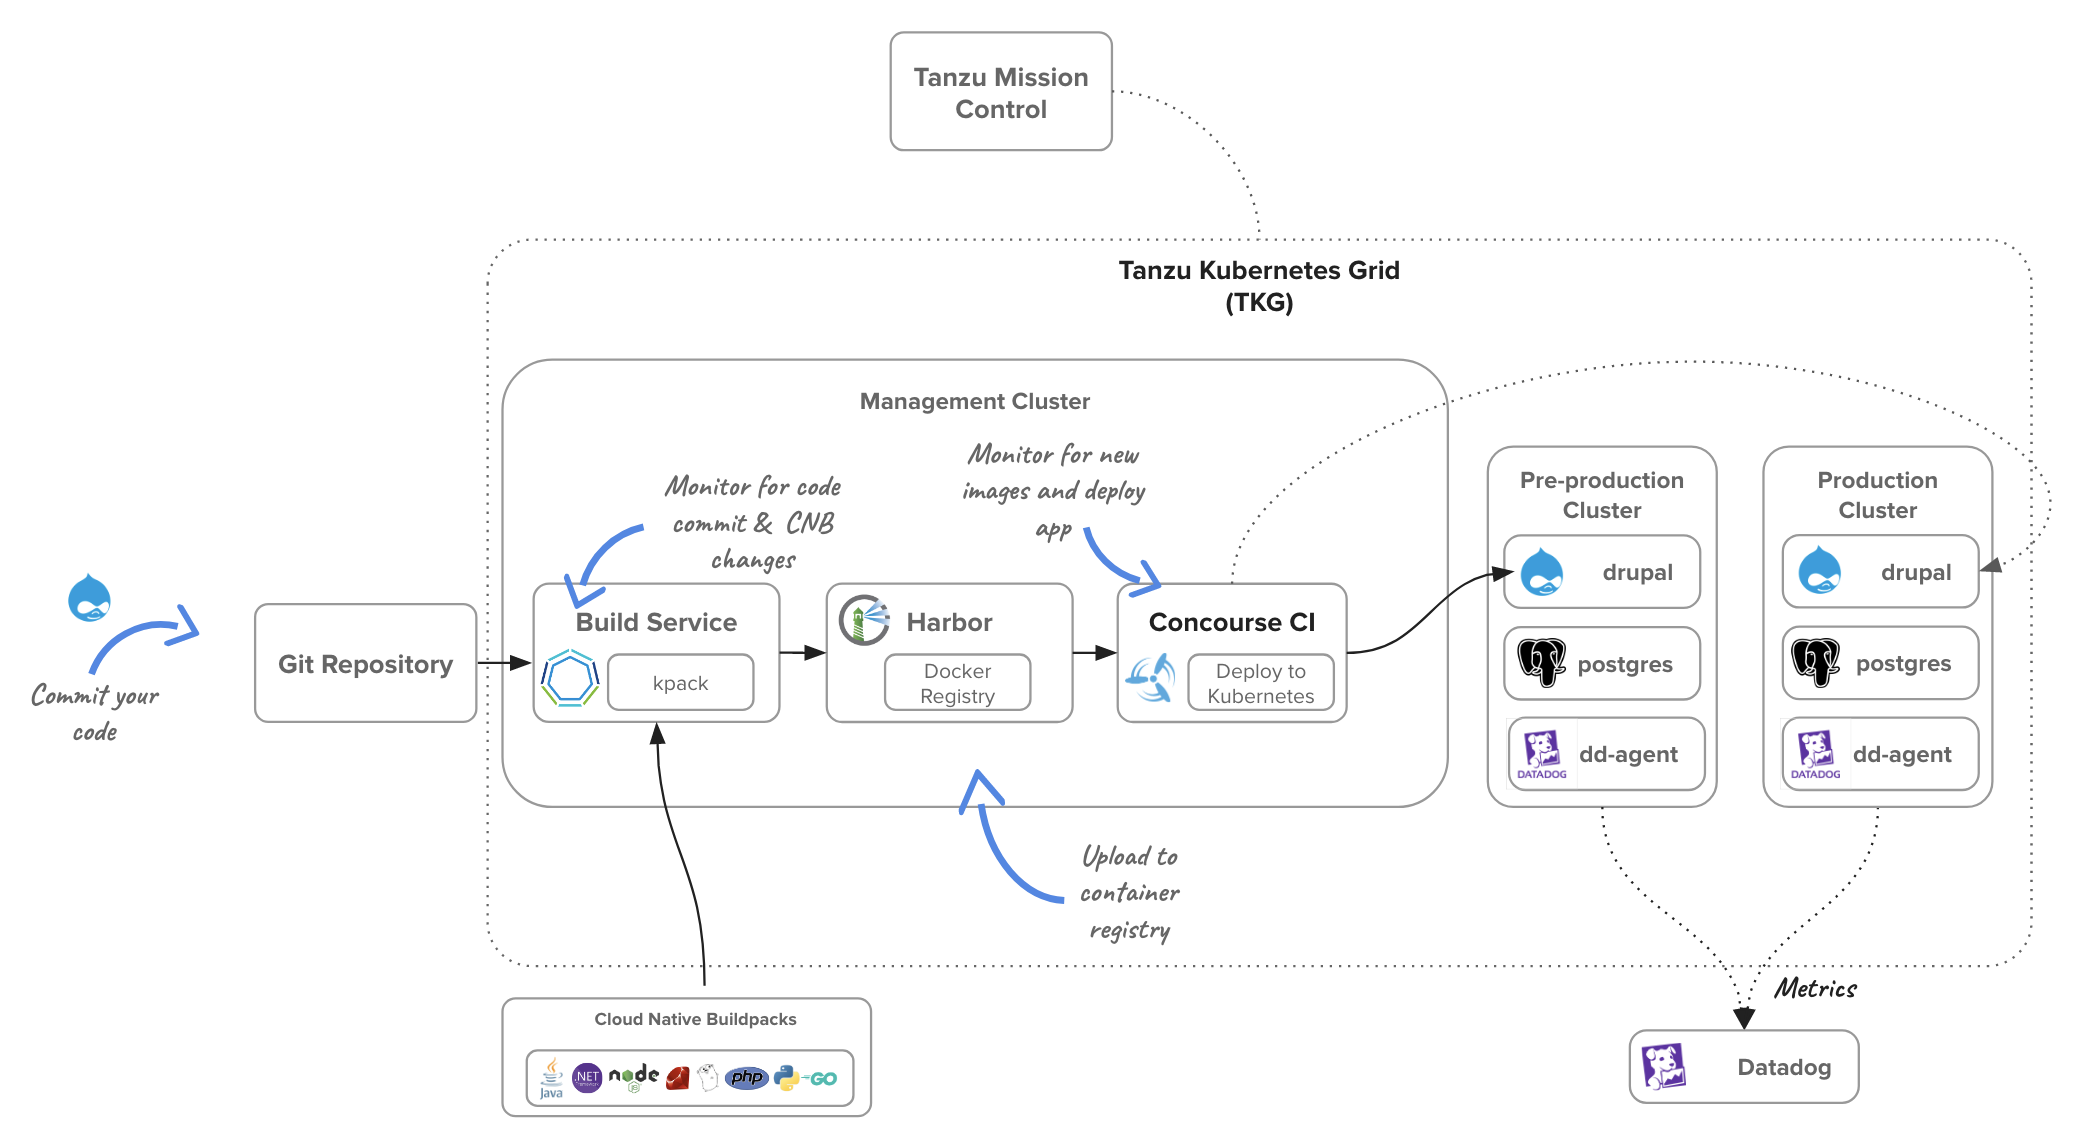 Tanzu Mission
Control
Tanzu Kubernetes Grid
(TKG)
Management Cluster
Monitor for new
images and deploy
app
Monitor for code
commit & CNB
changes
Pre-production
Cluster
Production
Cluster
drupal
drupal
Commit your
code
Git Repository
Build Service
kpack
Harbor
Docker
Registry
Concourse CI
Deploy to
Kubernetes
postgres
postgres
DATADOG
dd-agent
DATADOG
dd-agent
Upload to
container
registry
Metrics
Cloud Native Buildpacks
Java
.NET
node
JS
php
GO
Datadog